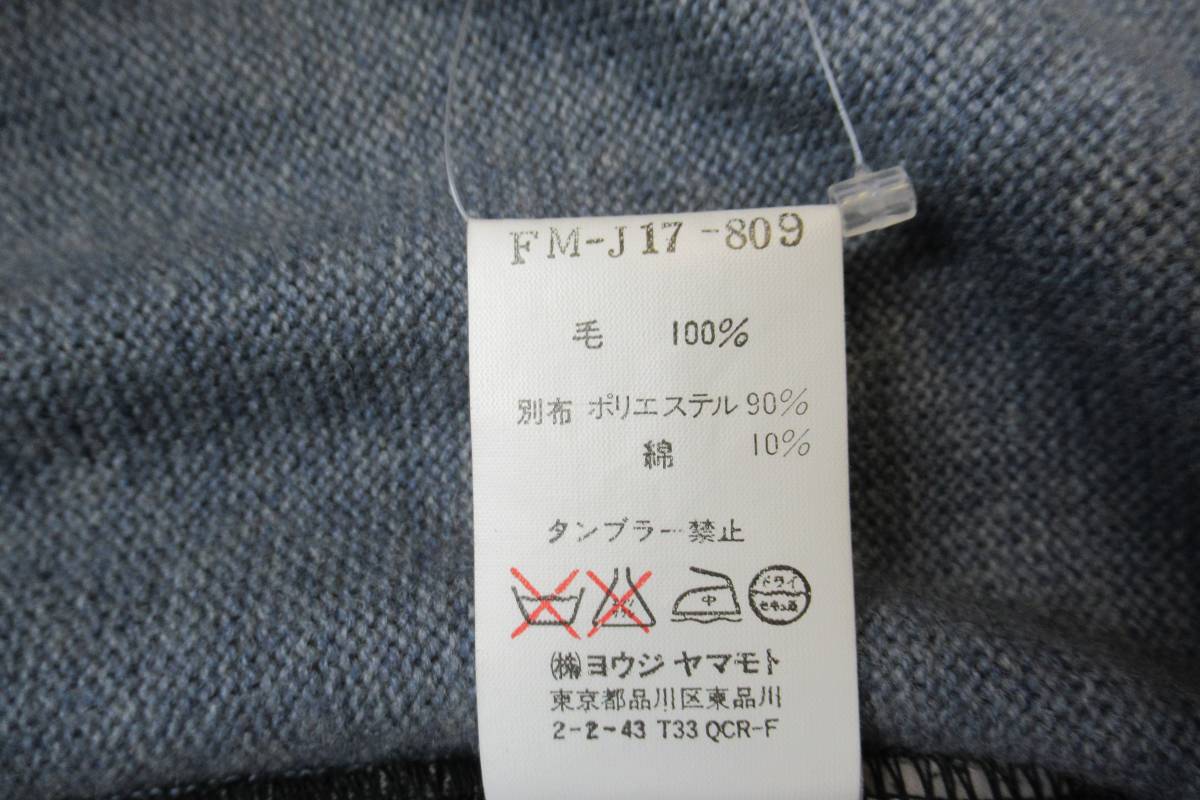 FM-J17-809
毛 100%
別布 ポリエステル 90%
綿 10%
タンブラー禁止
中
ドライ
セキユ系
㈱ヨウジ ヤマモト
東京都品川区東品川
2-2-43 T33 QCR-F